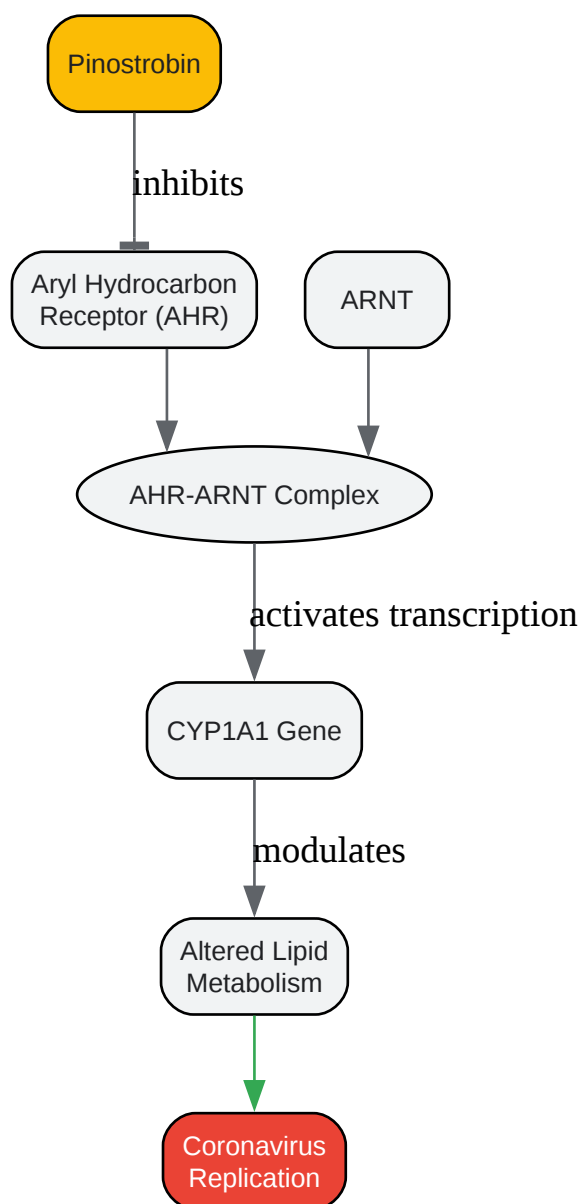 Pinostrobin
inhibits
Aryl Hydrocarbon
Receptor (AHR)
ARNT
AHR-ARNT Complex
activates transcription
CYP1A1 Gene
modulates
Altered Lipid
Metabolism
Coronavirus
Replication